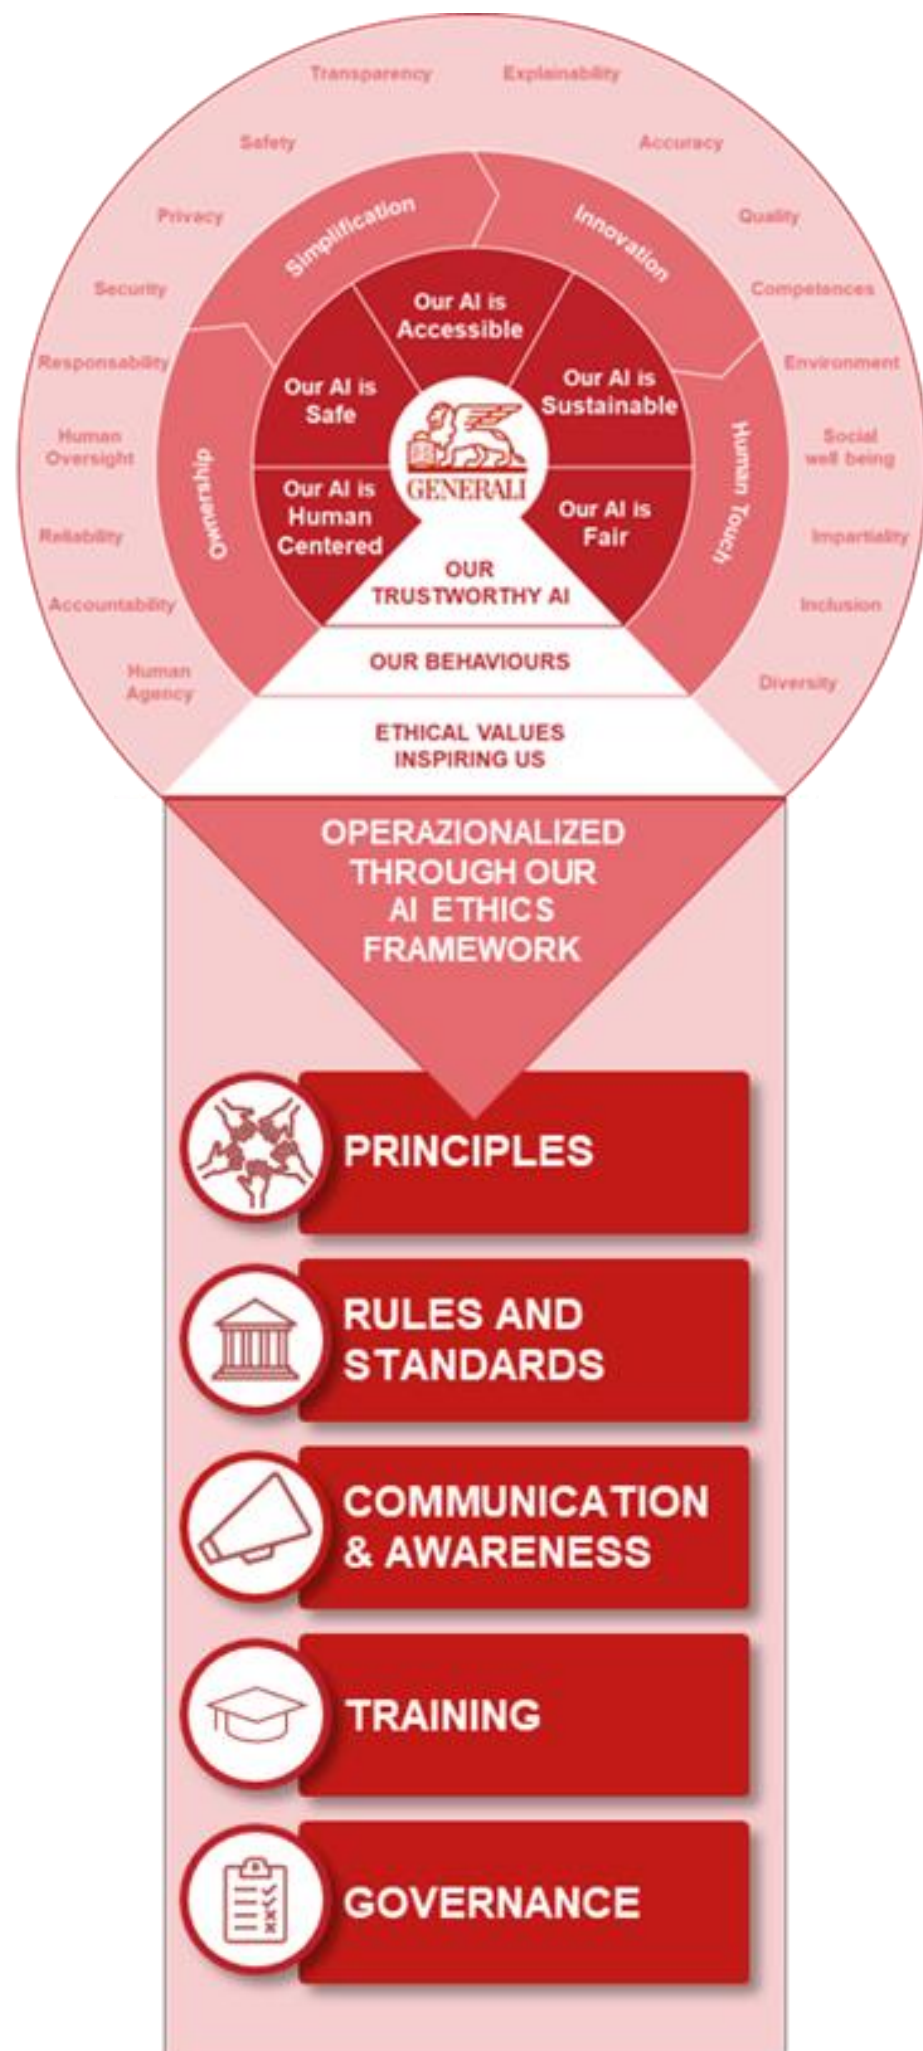 Transparency
Explainability
Safety
Accuracy
Privacy
Quality
Security
Competences
Responsability
Environment
Human
Oversight
Social
well being
Reliability
Impartiality
Accountability
Inclusion
Human
Agency
Diversity
Simplification
Innovation
Ownership
Human Touch
Our AI is
Accessible
Our AI is
Safe
Our AI is
Sustainable
Our AI is
Human
Centered
Our AI is
Fair
GENERALI
OUR
TRUSTWORTHY AI
OUR BEHAVIOURS
ETHICAL VALUES
INSPIRING US
OPERAZIONALIZED
THROUGH OUR
AI ETHICS
FRAMEWORK
PRINCIPLES
RULES AND
STANDARDS
COMMUNICATION
& AWARENESS
TRAINING
GOVERNANCE